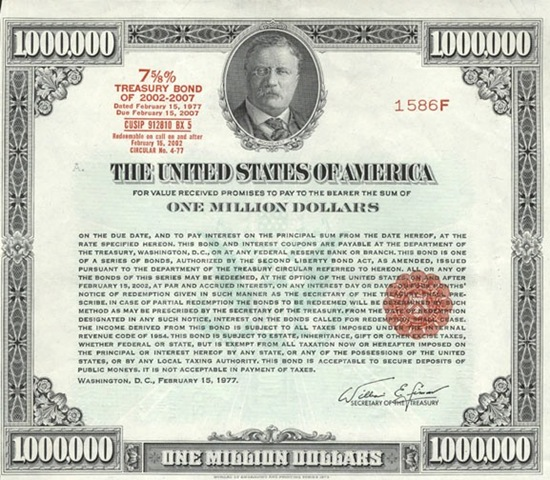 1,000,000
1,000,000
7⅝%
TREASURY BOND
OF 2002-2007
Dated February 15, 1977
Due February 15, 2007
CUSIP 912810 BX 5
Redeemable on call on and after
February 15, 2002
CIRCULAR No. 4-77
1586F
THE UNITED STATES OF AMERICA
FOR VALUE RECEIVED PROMISES TO PAY TO THE BEARER THE SUM OF
ONE MILLION DOLLARS
ON THE DUE DATE, AND TO PAY INTEREST ON THE PRINCIPAL SUM FROM THE DATE HEREOF, AT THE
RATE SPECIFIED HEREON. THIS BOND AND INTEREST COUPONS ARE PAYABLE AT THE DEPARTMENT OF
THE TREASURY, WASHINGTON, D.C., OR AT ANY FEDERAL RESERVE BANK OR BRANCH. THIS BOND IS ONE
OF A SERIES OF BONDS, AUTHORIZED BY THE SECOND LIBERTY BOND ACT, AS AMENDED, ISSUED
PURSUANT TO THE DEPARTMENT OF THE TREASURY CIRCULAR REFERRED TO HEREON. ALL OR ANY OF
THE BONDS OF THIS SERIES MAY BE REDEEMED, AT THE OPTION OF THE UNITED STATES, ON AND AFTER
FEBRUARY 15, 2002, AT PAR AND ACCRUED INTEREST, ON ANY INTEREST DAY OR DAYS, ON FOUR MONTHS'
NOTICE OF REDEMPTION GIVEN IN SUCH MANNER AS THE SECRETARY OF THE TREASURY SHALL PRE-
SCRIBE. IN CASE OF PARTIAL REDEMPTION THE BONDS TO BE REDEEMED WILL BE DETERMINED BY SUCH
METHOD AS MAY BE PRESCRIBED BY THE SECRETARY OF THE TREASURY. FROM THE DATE OF REDEMPTION
DESIGNATED IN ANY SUCH NOTICE, INTEREST ON THE BONDS CALLED FOR REDEMPTION SHALL CEASE.
THE INCOME DERIVED FROM THIS BOND IS SUBJECT TO ALL TAXES IMPOSED UNDER THE INTERNAL
REVENUE CODE OF 1954. THIS BOND IS SUBJECT TO ESTATE, INHERITANCE, GIFT OR OTHER EXCISE TAXES,
WHETHER FEDERAL OR STATE, BUT IS EXEMPT FROM ALL TAXATION NOW OR HEREAFTER IMPOSED ON
THE PRINCIPAL OR INTEREST HEREOF BY ANY STATE, OR ANY OF THE POSSESSIONS OF THE UNITED
STATES, OR BY ANY LOCAL TAXING AUTHORITY. THIS BOND IS ACCEPTABLE TO SECURE DEPOSITS OF
PUBLIC MONEYS. IT IS NOT ACCEPTABLE IN PAYMENT OF TAXES.
WASHINGTON, D.C., FEBRUARY 15, 1977.
William E. Simon
SECRETARY OF THE TREASURY
1,000,000
ONE MILLION DOLLARS
1,000,000